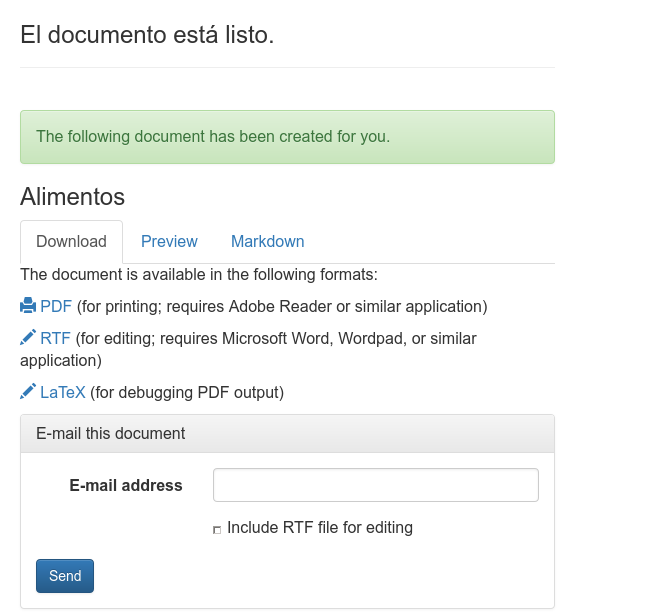 El documento está listo.
The following document has been created for you.
Alimentos
Download Preview Markdown
The document is available in the following formats:
PDF (for printing; requires Adobe Reader or similar application)
RTF (for editing; requires Microsoft Word, Wordpad, or similar
application)
LaTeX (for debugging PDF output)
E-mail this document
E-mail address
Include RTF file for editing
Send